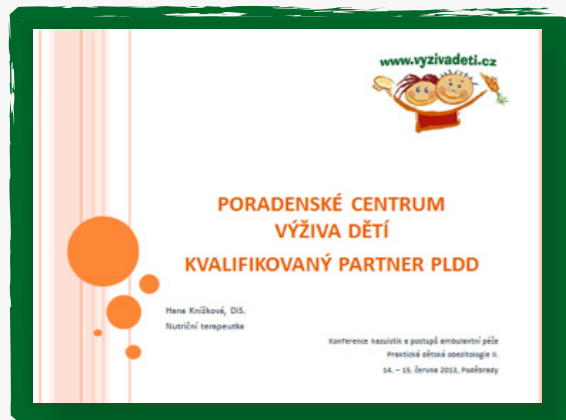 www.vyzivadeti.cz
PORADENSKÉ CENTRUM
VÝŽIVA DĚTÍ
KVALIFIKOVANÝ PARTNER PLDD
Hana Knížková, DiS.
Nutriční terapeutka
Konference kazuistik a postupů ambulantní péče
Praktická dětská obezitologie II.
14. – 15. června 2013, Poděbrady